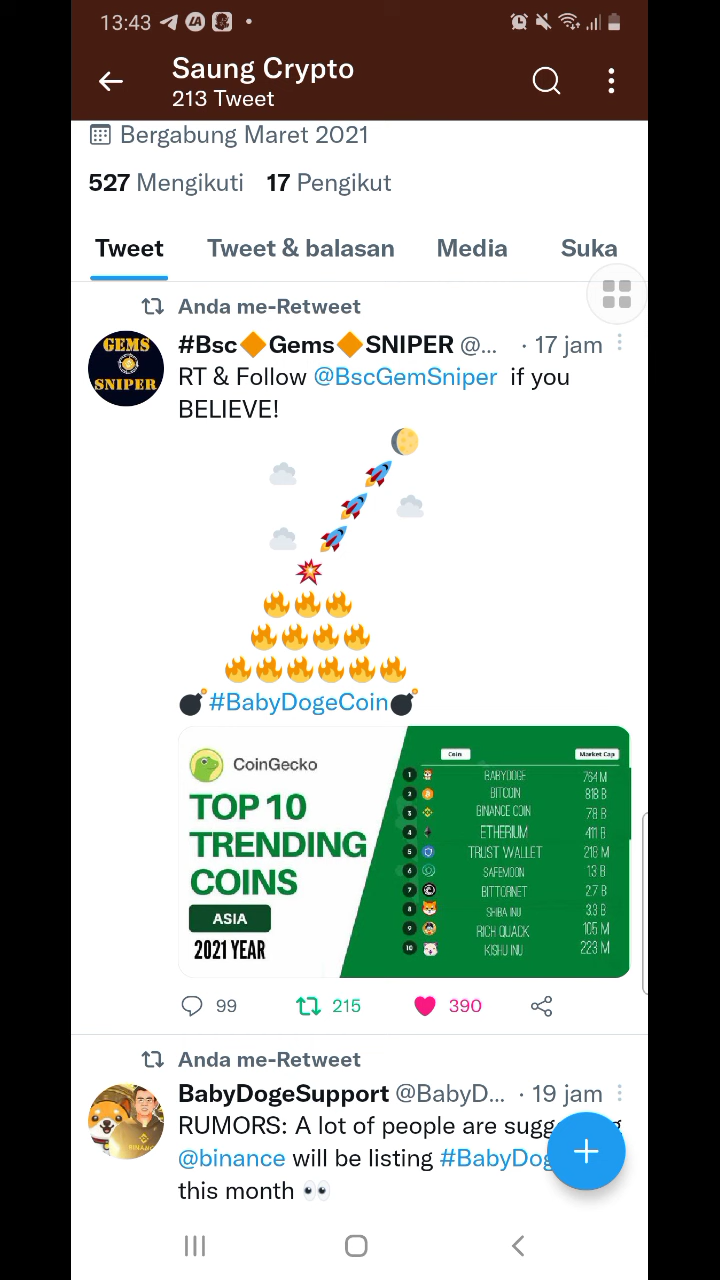 13:43
Saung Crypto
213 Tweet
Bergabung Maret 2021
527 Mengikuti 17 Pengikut
Tweet Tweet & balasan Media Suka
Anda me-Retweet
#Bsc🔶Gems🔶SNIPER @... · 17 jam
GEMS
SNIPER
RT & Follow @BscGemSniper if you
BELIEVE!
💣#BabyDogeCoin💣
CoinGecko
TOP 10
TRENDING
COINS
ASIA
2021 YEAR
Coin Market Cap
1 BABYDOGE 764 M
2 BITCOIN 818 B
3 BINANCE COIN 78 B
4 ETHERIUM 411 B
5 TRUST WALLET 218 M
6 SAFEMOON 13 B
7 BITTORNET 2.7 B
8 SHIBA INU 3.3 B
9 RICH QUACK 105 M
10 KISHU INU 223 M
99 215 390
Anda me-Retweet
BabyDogeSupport @BabyD... · 19 jam
RUMORS: A lot of people are sugg
@binance will be listing #BabyDog
this month 👀